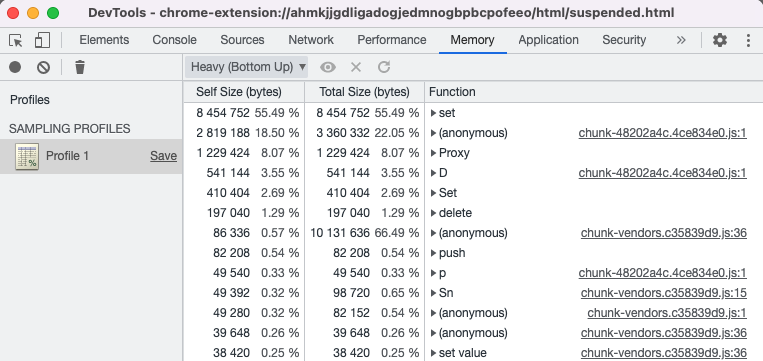 DevTools - chrome-extension://ahmkjjgdligadogjedmnogbpbcpofeeo/html/suspended.html
Elements Console Sources Network Performance Memory Application Security »
Heavy (Bottom Up) ▼
Profiles
SAMPLING PROFILES
Profile 1 Save
Self Size (bytes) Total Size (bytes) Function
8 454 752 55.49 % 8 454 752 55.49 % ▶ set
2 819 188 18.50 % 3 360 332 22.05 % ▶ (anonymous) chunk-48202a4c.4ce834e0.js:1
1 229 424 8.07 % 1 229 424 8.07 % ▶ Proxy
541 144 3.55 % 541 144 3.55 % ▶ D chunk-48202a4c.4ce834e0.js:1
410 404 2.69 % 410 404 2.69 % ▶ Set
197 040 1.29 % 197 040 1.29 % ▶ delete
86 336 0.57 % 10 131 636 66.49 % ▶ (anonymous) chunk-vendors.c35839d9.js:36
82 208 0.54 % 82 208 0.54 % ▶ push
49 540 0.33 % 49 540 0.33 % ▶ p chunk-48202a4c.4ce834e0.js:1
49 392 0.32 % 98 720 0.65 % ▶ Sn chunk-vendors.c35839d9.js:15
49 280 0.32 % 82 152 0.54 % ▶ (anonymous) chunk-vendors.c35839d9.js:1
39 648 0.26 % 39 648 0.26 % ▶ (anonymous) chunk-vendors.c35839d9.js:36
38 420 0.25 % 38 420 0.25 % ▶ set value chunk-vendors.c35839d9.js:36